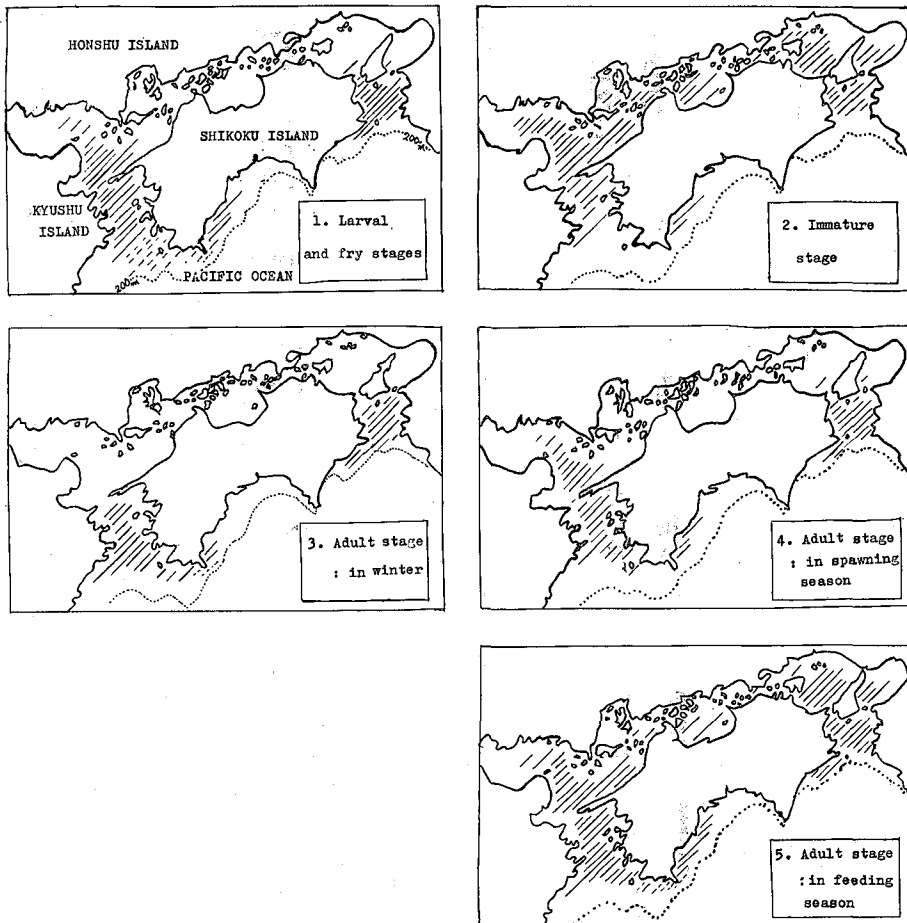 HONSHU ISLAND
SHIKOKU ISLAND
200m
KYUSHU
ISLAND
1. Larval
and fry stages
PACIFIC OCEAN
200m
2. Immature
stage
3. Adult stage
: in winter
4. Adult stage
: in spawning
season
5. Adult stage
: in feeding
season